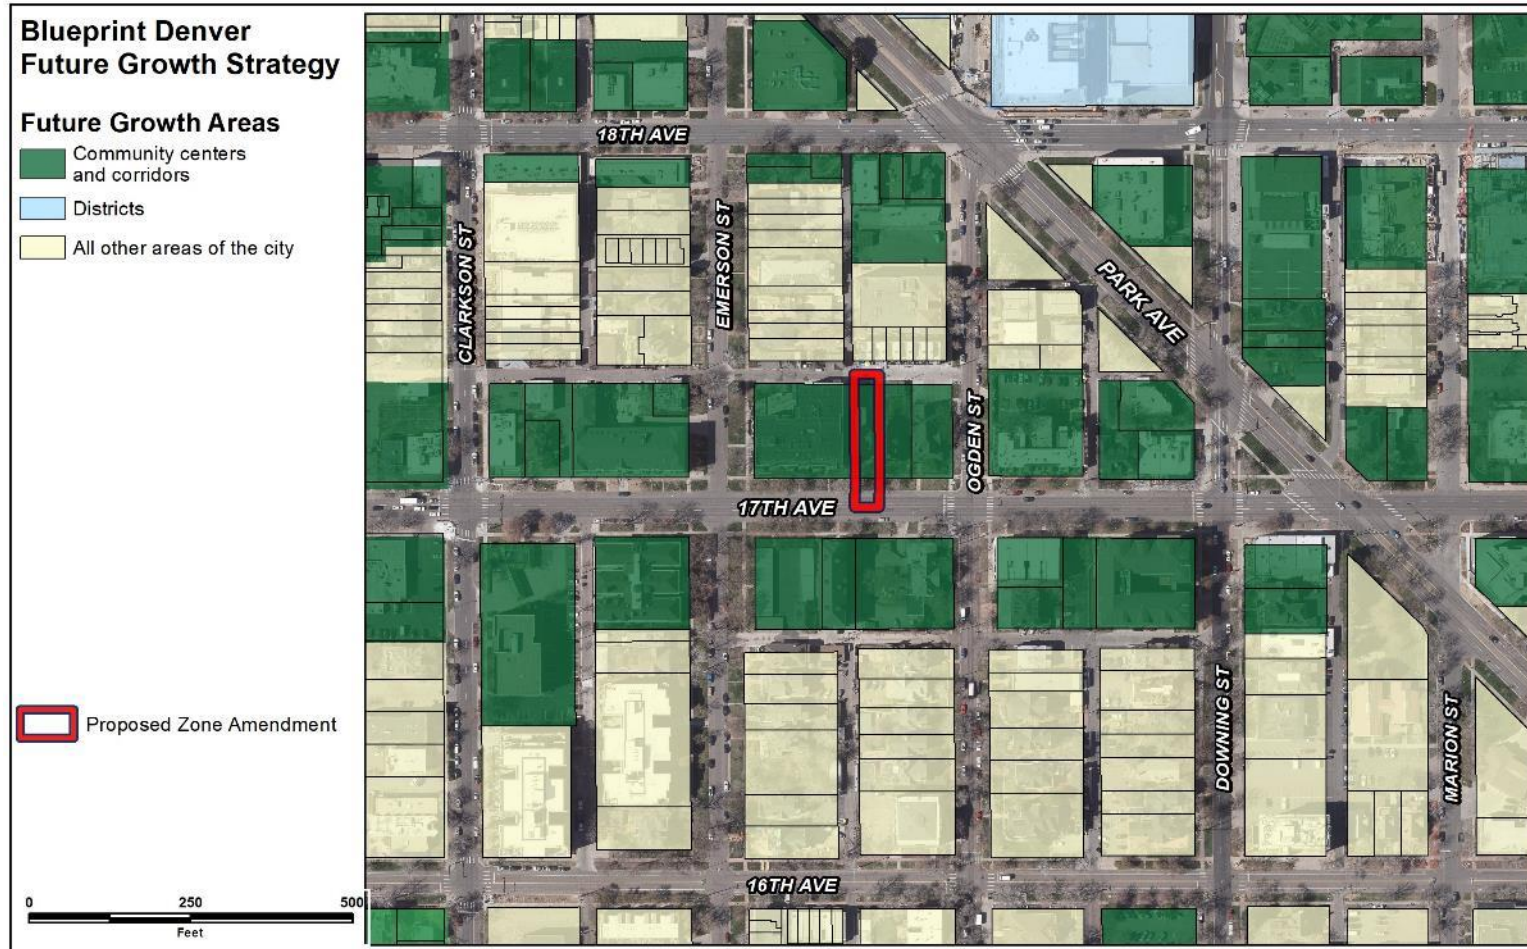 Blueprint Denver
Future Growth Strategy
Future Growth Areas
Community centers
and corridors
Districts
All other areas of the city
Proposed Zone Amendment
0 250 500
Feet
18TH AVE
CLARKSON ST
EMERSON ST
PARK AVE
OGDEN ST
17TH AVE
DOWNING ST
MARION ST
16TH AVE